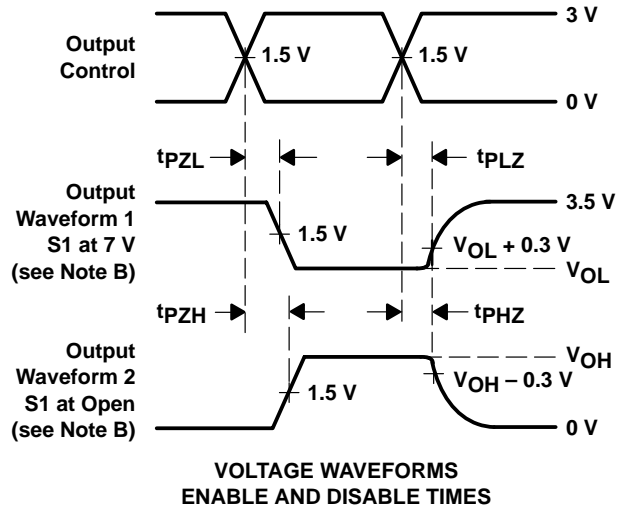 3 V
Output
Control
1.5 V
1.5 V
0 V
tPZL
tPLZ
Output
Waveform 1
S1 at 7 V
(see Note B)
3.5 V
1.5 V
VOL + 0.3 V
VOL
tPZH
tPHZ
Output
Waveform 2
S1 at Open
(see Note B)
VOH
1.5 V
VOH – 0.3 V
0 V
VOLTAGE WAVEFORMS
ENABLE AND DISABLE TIMES